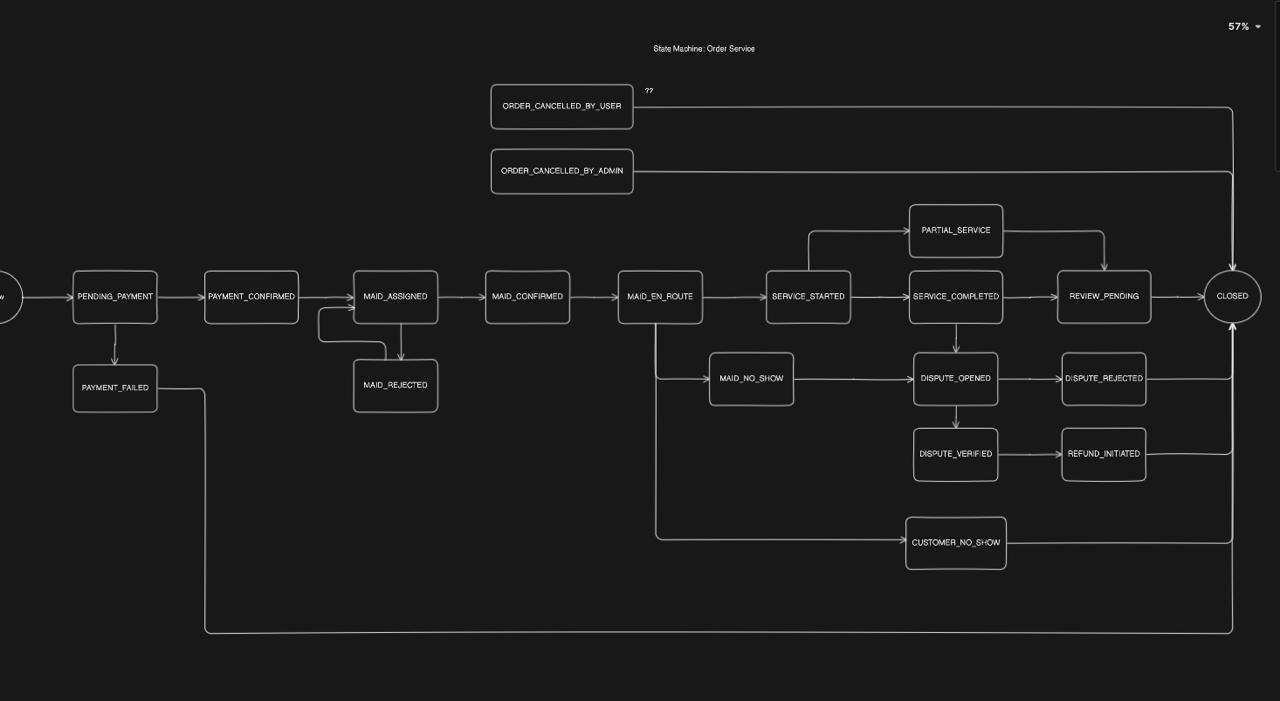 57%
State Machine: Order Service
??
ORDER_CANCELLED_BY_USER
ORDER_CANCELLED_BY_ADMIN
PARTIAL_SERVICE
PENDING_PAYMENT
PAYMENT_CONFIRMED
MAID_ASSIGNED
MAID_CONFIRMED
MAID_EN_ROUTE
SERVICE_STARTED
SERVICE_COMPLETED
REVIEW_PENDING
CLOSED
PAYMENT_FAILED
MAID_REJECTED
MAID_NO_SHOW
DISPUTE_OPENED
DISPUTE_REJECTED
DISPUTE_VERIFIED
REFUND_INITIATED
CUSTOMER_NO_SHOW